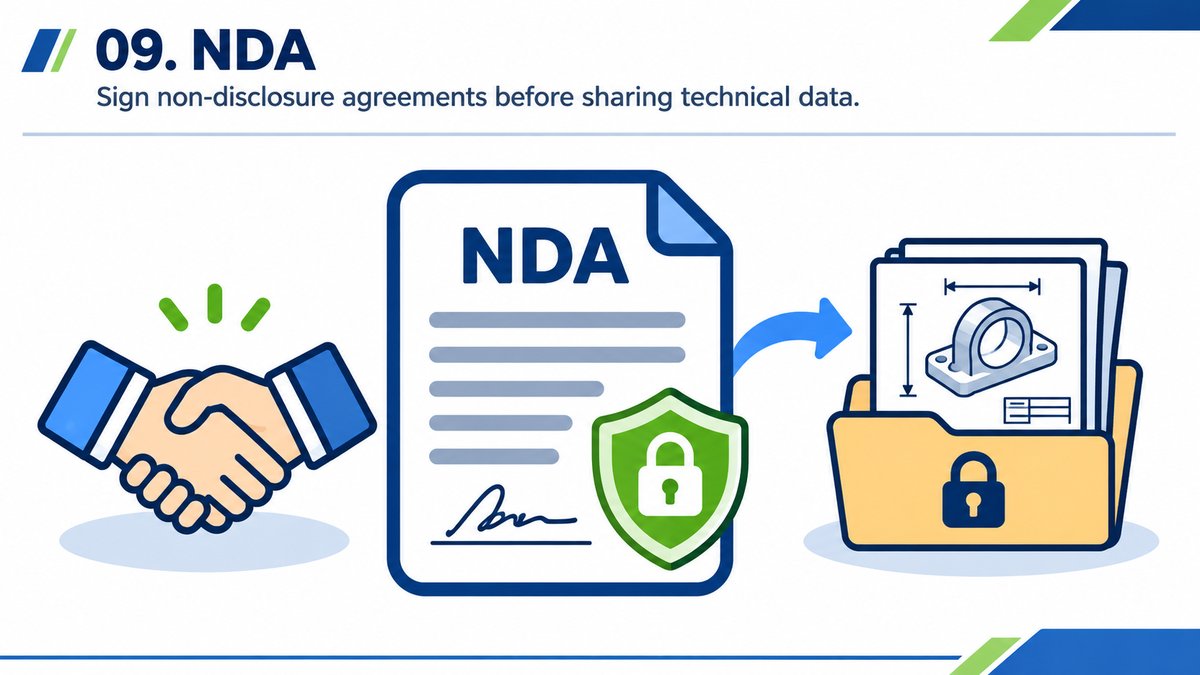 09. NDA
Sign non-disclosure agreements before sharing technical data.
NDA